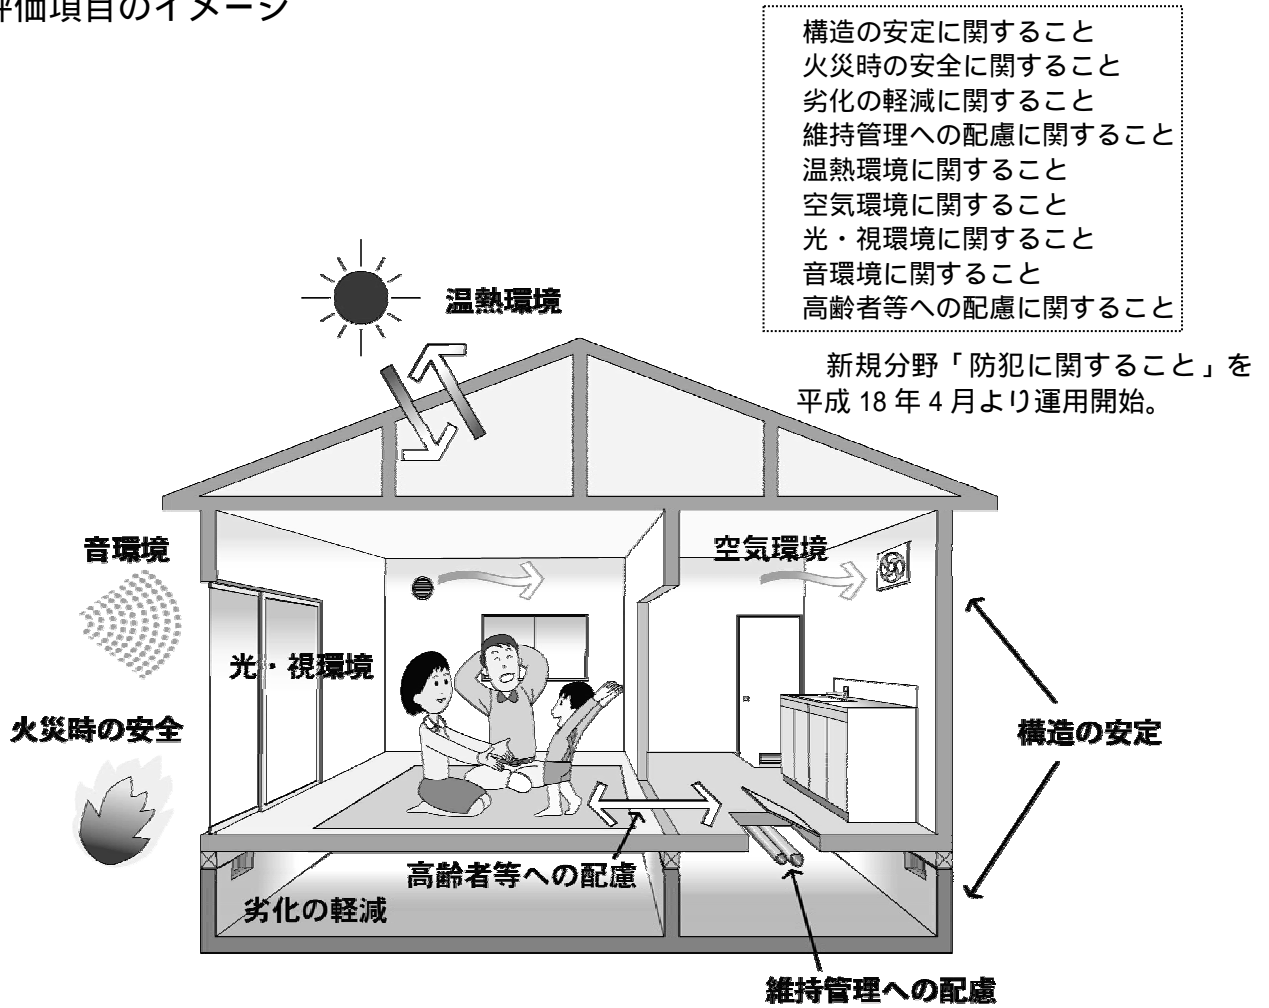 評価項目のイメージ
構造の安定に関すること
火災時の安全に関すること
劣化の軽減に関すること
維持管理への配慮に関すること
温熱環境に関すること
空気環境に関すること
光・視環境に関すること
音環境に関すること
高齢者等への配慮に関すること
新規分野「防犯に関すること」を
平成 18 年 4 月より運用開始。
温熱環境
音環境
空気環境
光・視環境
火災時の安全
構造の安定
高齢者等への配慮
劣化の軽減
維持管理への配慮